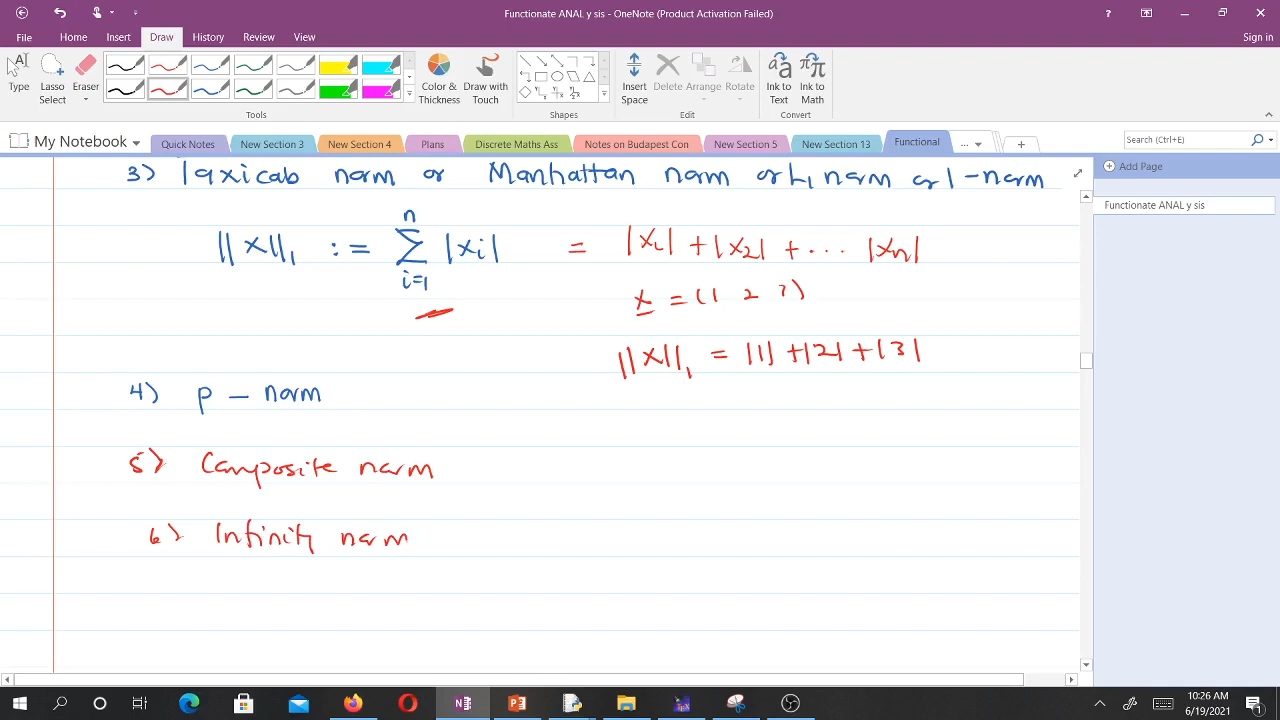 Functionate ANAL y sis - OneNote (Product Activation Failed)
File Home Insert Draw History Review View Sign in
Type Lasso Select Eraser Color & Thickness Draw with Touch Insert Space Delete Arrange Rotate Ink to Text Ink to Math
Tools Shapes Edit Convert
My Notebook Quick Notes New Section 3 New Section 4 Plans Discrete Maths Ass Notes on Budapest Con New Section 5 New Section 13 Functional ... Search (Ctrl+E)
Add Page
Functionate ANAL y sis
3) Taxicab norm or Manhattan norm or L1 norm or 1-norm
||x||₁ := ∑ⁿᵢ₌₁ |xi| = |x₁| + |x₂| + ... |xn|
x = (1 2 3)
||x||₁ = |1| + |2| + |3|
4) p - norm
5) Composite norm
6) Infinity norm
10:26 AM
6/19/2021